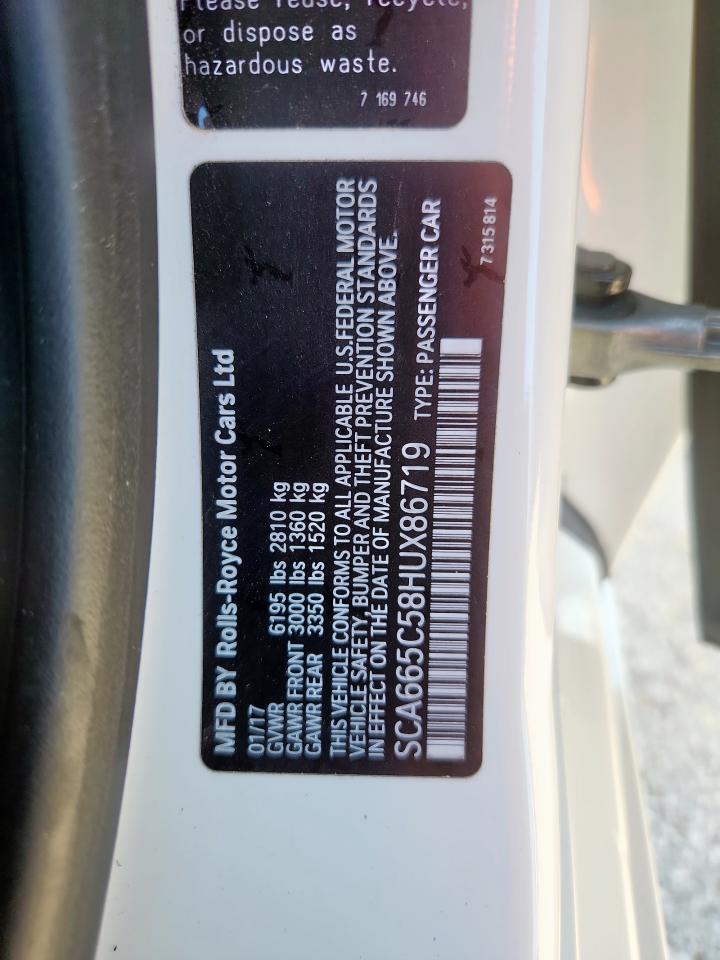 Please reuse, recycle,
or dispose as
hazardous waste.
7 169 746
MFD BY Rolls-Royce Motor Cars Ltd
01/17
GVWR 6195 lbs 2810 kg
GAWR FRONT 3000 lbs 1360 kg
GAWR REAR 3350 lbs 1520 kg
THIS VEHICLE CONFORMS TO ALL APPLICABLE U.S.FEDERAL MOTOR
VEHICLE SAFETY, BUMPER AND THEFT PREVENTION STANDARDS
IN EFFECT ON THE DATE OF MANUFACTURE SHOWN ABOVE.
SCA665C58HUX86719 TYPE: PASSENGER CAR
7 315 814